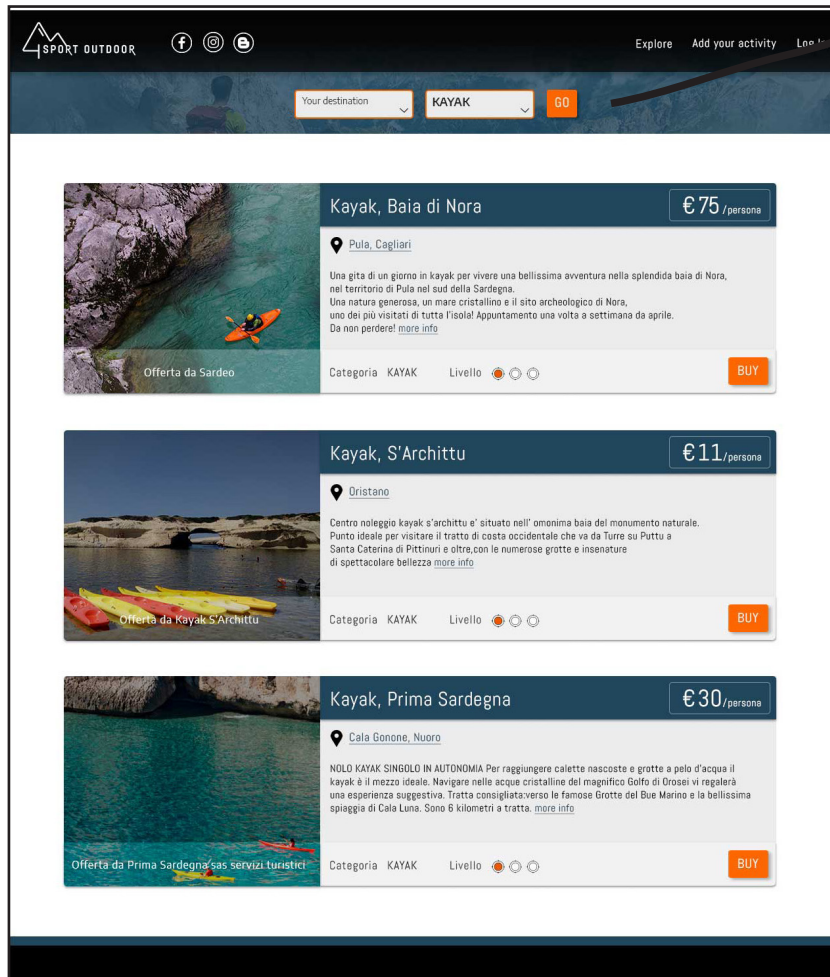 4SPORT OUTDOOR
Explore Add your activity Log In
Your destination KAYAK GO
Kayak, Baia di Nora €75/persona
Pula, Cagliari
Una gita di un giorno in kayak per vivere una bellissima avventura nella splendida baia di Nora,
nel territorio di Pula nel sud della Sardegna.
Una natura generosa, un mare cristallino e il sito archeologico di Nora,
uno dei più visitati di tutta l'isola! Appuntamento una volta a settimana da aprile.
Da non perdere! more info
Offerta da Sardeo
Categoria KAYAK Livello BUY
Kayak, S'Archittu €11/persona
Oristano
Centro noleggio kayak s'archittu e' situato nell' omonima baia del monumento naturale.
Punto ideale per visitare il tratto di costa occidentale che va da Turre su Puttu a
Santa Caterina di Pittinuri e oltre,con le numerose grotte e insenature
di spettacolare bellezza more info
Offerta da Kayak S'Archittu
Categoria KAYAK Livello BUY
Kayak, Prima Sardegna €30/persona
Cala Gonone, Nuoro
NOLO KAYAK SINGOLO IN AUTONOMIA Per raggiungere calette nascoste e grotte a pelo d'acqua il
kayak è il mezzo ideale. Navigare nelle acque cristalline del magnifico Golfo di Orosei vi regalerà
una esperienza suggestiva. Tratta consigliata:verso le famose Grotte del Bue Marino e la bellissima
spiaggia di Cala Luna. Sono 6 kilometri a tratta. more info
Offerta da Prima Sardegna sas servizi turistici
Categoria KAYAK Livello BUY